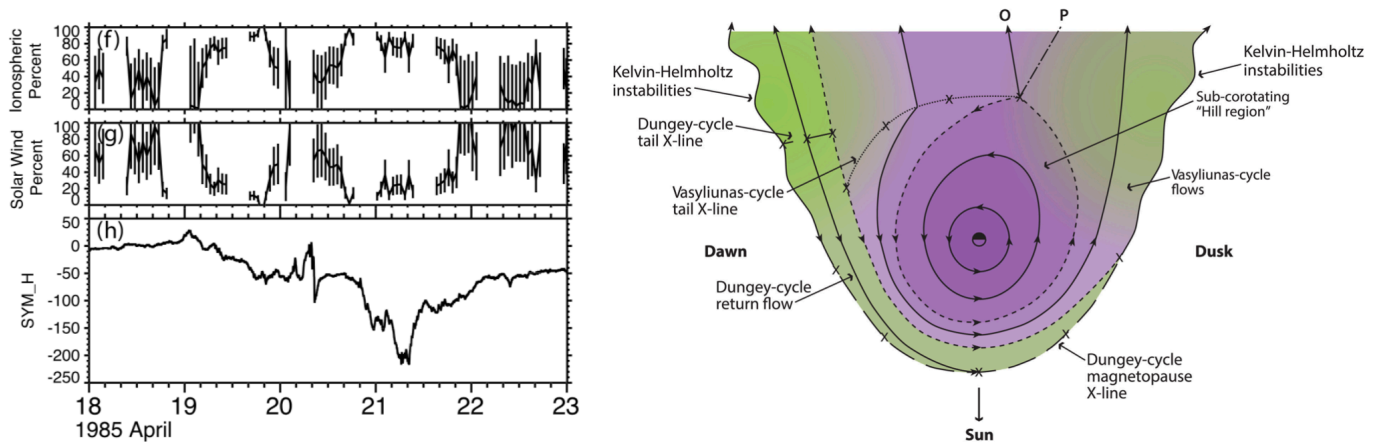 100
80
60
40
20
0
Ionospheric
Percent
(f)
100
80
60
40
20
0
Solar Wind
Percent
(g)
50
0
-50
-100
-150
-200
-250
SYM_H
(h)
18 19 20 21 22 23
1985 April
O P
Kelvin-Helmholtz
instabilities
Dungey-cycle
tail X-line
Vasyliunas-cycle
tail X-line
Dawn
Dungey-cycle
return flow
Kelvin-Helmholtz
instabilities
Sub-corotating
"Hill region"
Vasyliunas-cycle
flows
Dusk
Dungey-cycle
magnetopause
X-line
Sun